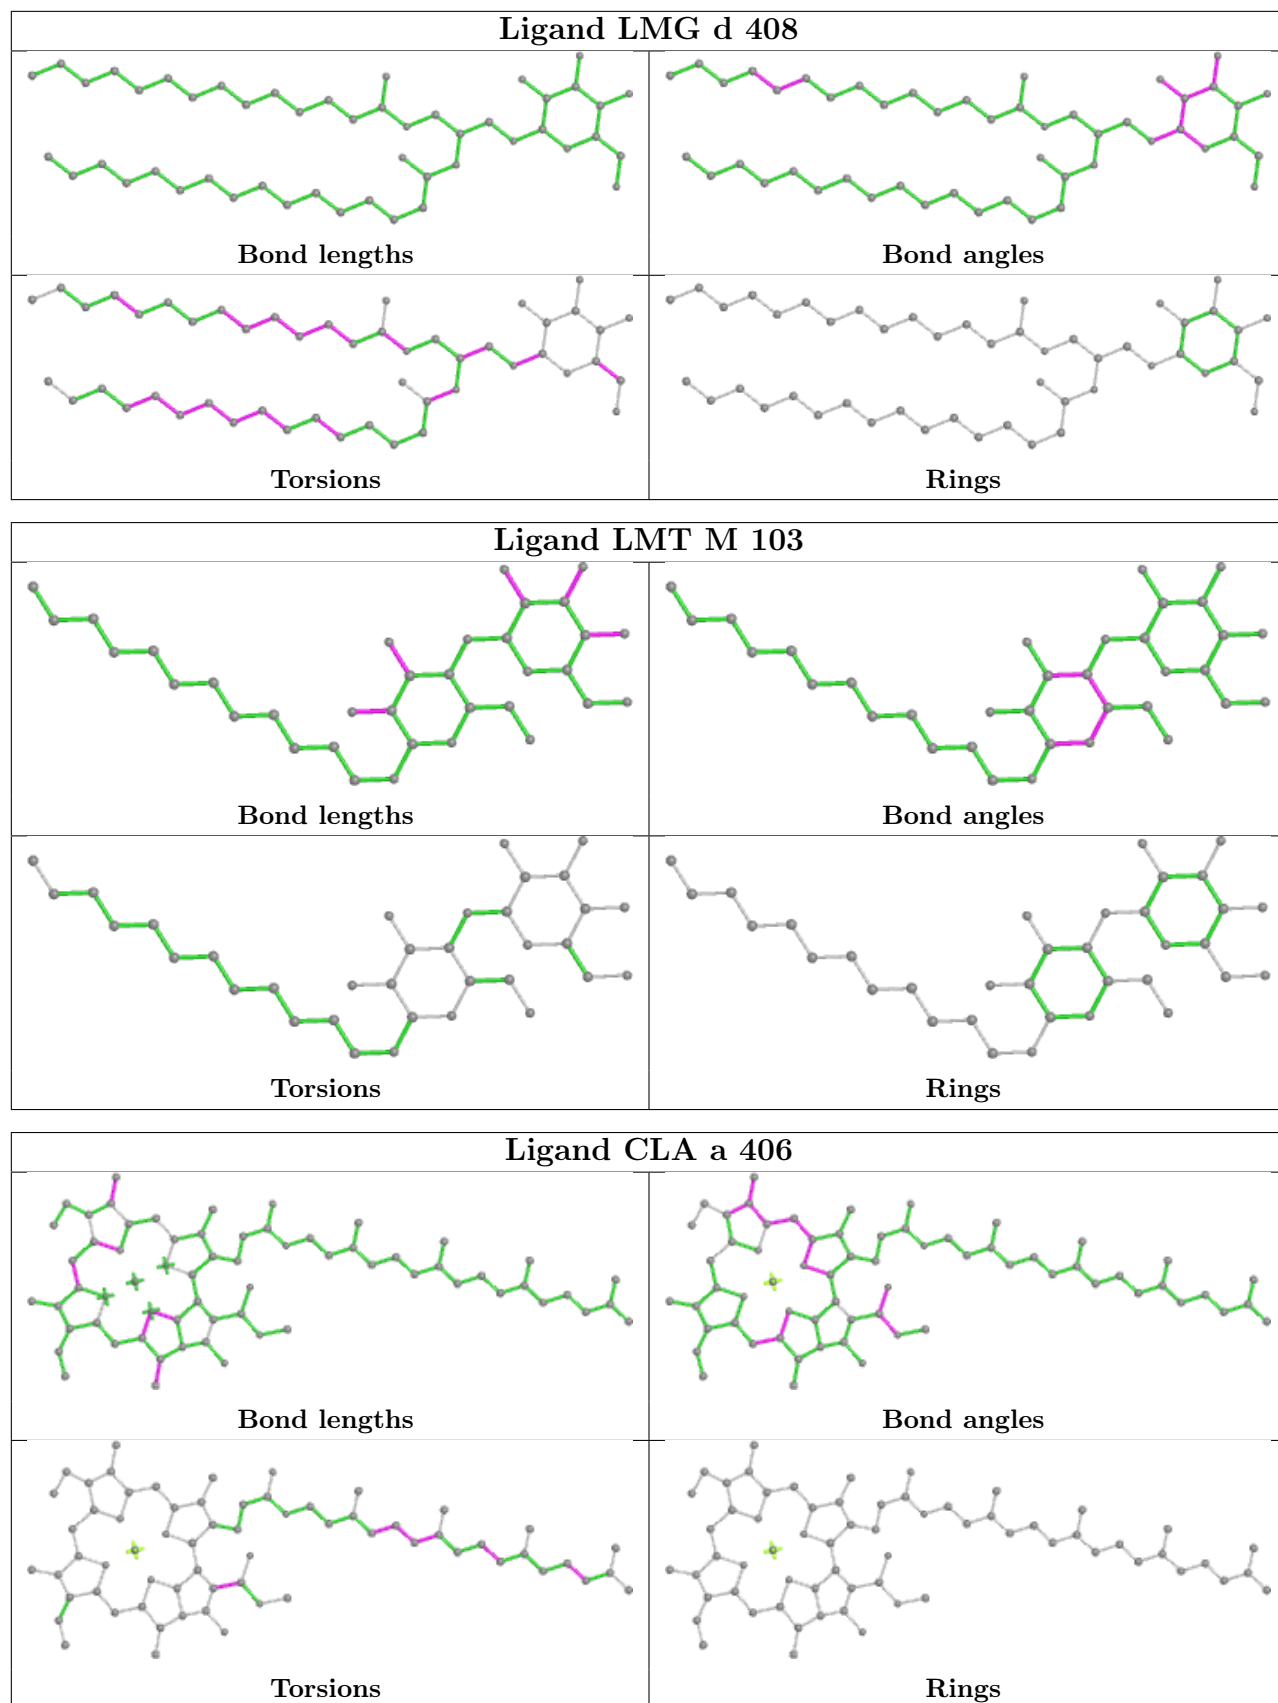 Ligand LMG d 408
Bond lengths
Bond angles
Torsions
Rings
Ligand LMT M 103
Bond lengths
Bond angles
Torsions
Rings
Ligand CLA a 406
Bond lengths
Bond angles
Torsions
Rings